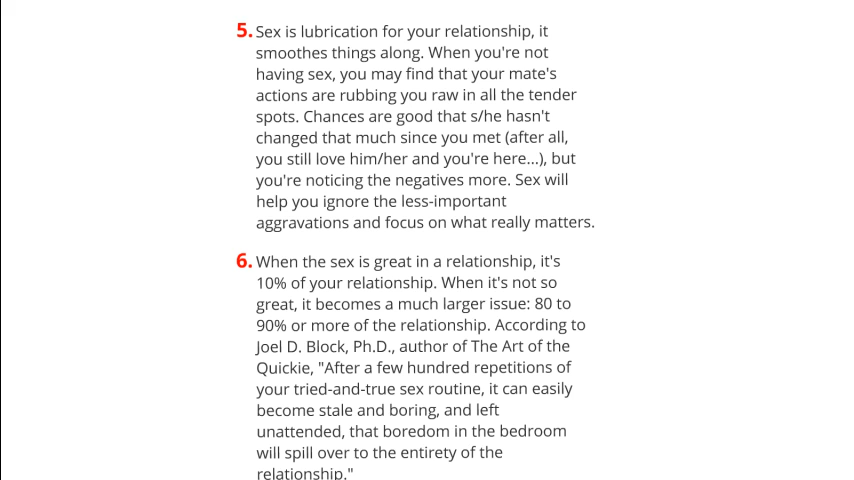 5. Sex is lubrication for your relationship, it
smoothes things along. When you're not
having sex, you may find that your mate's
actions are rubbing you raw in all the tender
spots. Chances are good that s/he hasn't
changed that much since you met (after all,
you still love him/her and you're here...), but
you're noticing the negatives more. Sex will
help you ignore the less-important
aggravations and focus on what really matters.
6. When the sex is great in a relationship, it's
10% of your relationship. When it's not so
great, it becomes a much larger issue: 80 to
90% or more of the relationship. According to
Joel D. Block, Ph.D., author of The Art of the
Quickie, "After a few hundred repetitions of
your tried-and-true sex routine, it can easily
become stale and boring, and left
unattended, that boredom in the bedroom
will spill over to the entirety of the
relationship."